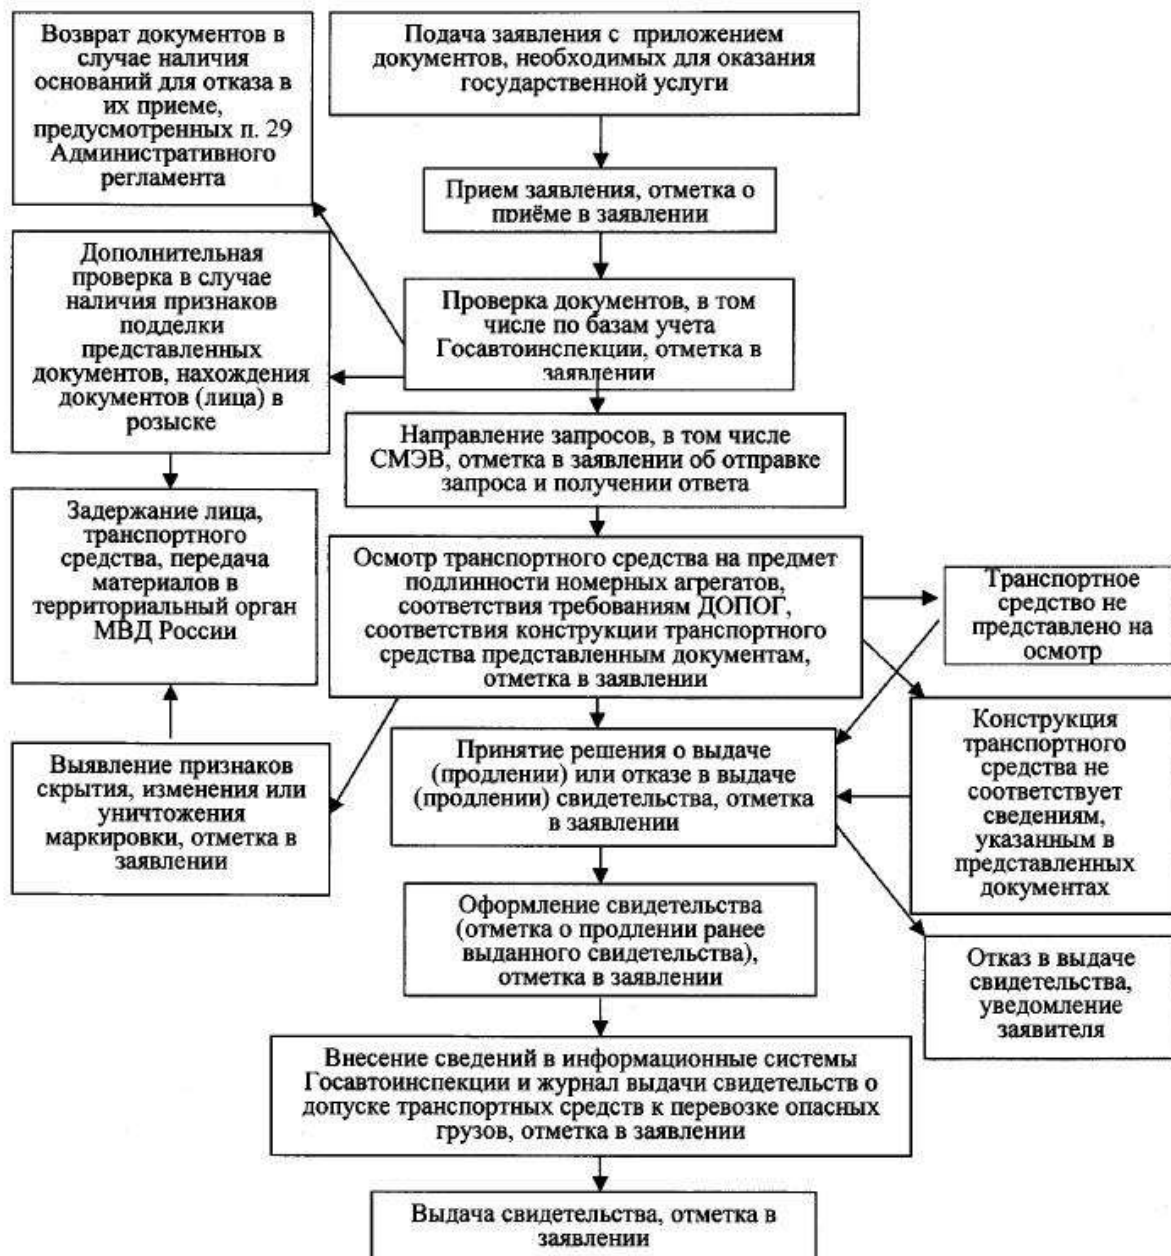 Возврат документов в
случае наличия
оснований для отказа в
их приеме,
предусмотренных п. 29
Административного
регламента
Подача заявления с приложением
документов, необходимых для оказания
государственной услуги
Прием заявления, отметка о
приёме в заявлении
Дополнительная
проверка в случае
наличия признаков
подделки
представленных
документов, нахождения
документов (лица) в
розыске
Проверка документов, в том
числе по базам учета
Госавтоинспекции, отметка в
заявлении
Направление запросов, в том числе
СМЭВ, отметка в заявлении об отправке
запроса и получении ответа
Задержание лица,
транспортного
средства, передача
материалов в
территориальный орган
МВД России
Осмотр транспортного средства на предмет
подлинности номерных агрегатов,
соответствия требованиям ДОПОГ,
соответствия конструкции транспортного
средства представленным документам,
отметка в заявлении
Транспортное
средство не
представлено на
осмотр
Выявление признаков
скрытия, изменения или
уничтожения
маркировки, отметка в
заявлении
Принятие решения о выдаче
(продлении) или отказе в выдаче
(продлении) свидетельства, отметка
в заявлении
Конструкция
транспортного
средства не
соответствует
сведениям,
указанным в
представленных
документах
Оформление свидетельства
(отметка о продлении ранее
выданного свидетельства),
отметка в заявлении
Отказ в выдаче
свидетельства,
уведомление
заявителя
Внесение сведений в информационные системы
Госавтоинспекции и журнал выдачи свидетельств о
допуске транспортных средств к перевозке опасных
грузов, отметка в заявлении
Выдача свидетельства, отметка в
заявлении